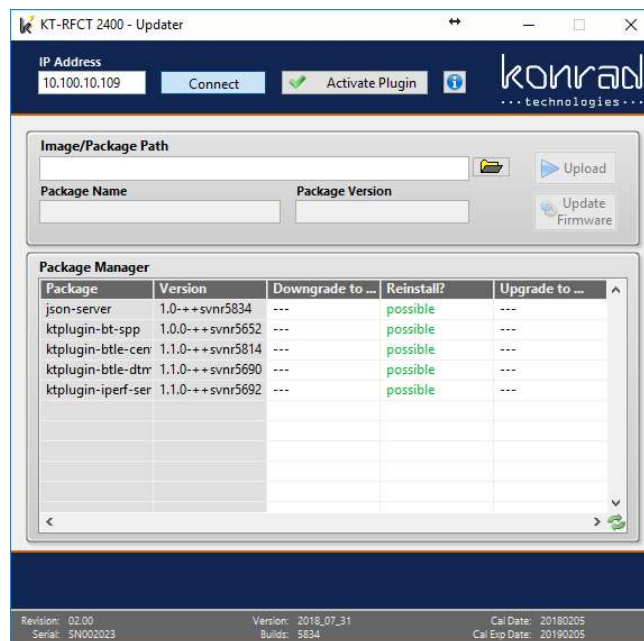 KT-RFCT 2400 - Updater
IP Address
10.100.10.109
Connect
Activate Plugin
konrad
···technologies···
Image/Package Path
Upload
Package Name
Package Version
Update
Firmware
Package Manager
Package Version Downgrade to ... Reinstall? Upgrade to ...
json-server 1.0-++svnr5834 --- possible ---
ktplugin-bt-spp 1.0.0-++svnr5652 --- possible ---
ktplugin-btle-cen 1.1.0-++svnr5814 --- possible ---
ktplugin-btle-dtm 1.1.0-++svnr5690 --- possible ---
ktplugin-iperf-ser 1.1.0-++svnr5692 --- possible ---
Revision: 02.00 Version: 2018_07_31 Cal Date: 20180205
Serial: SN002023 Builds: 5834 Cal Exp Date: 20190205